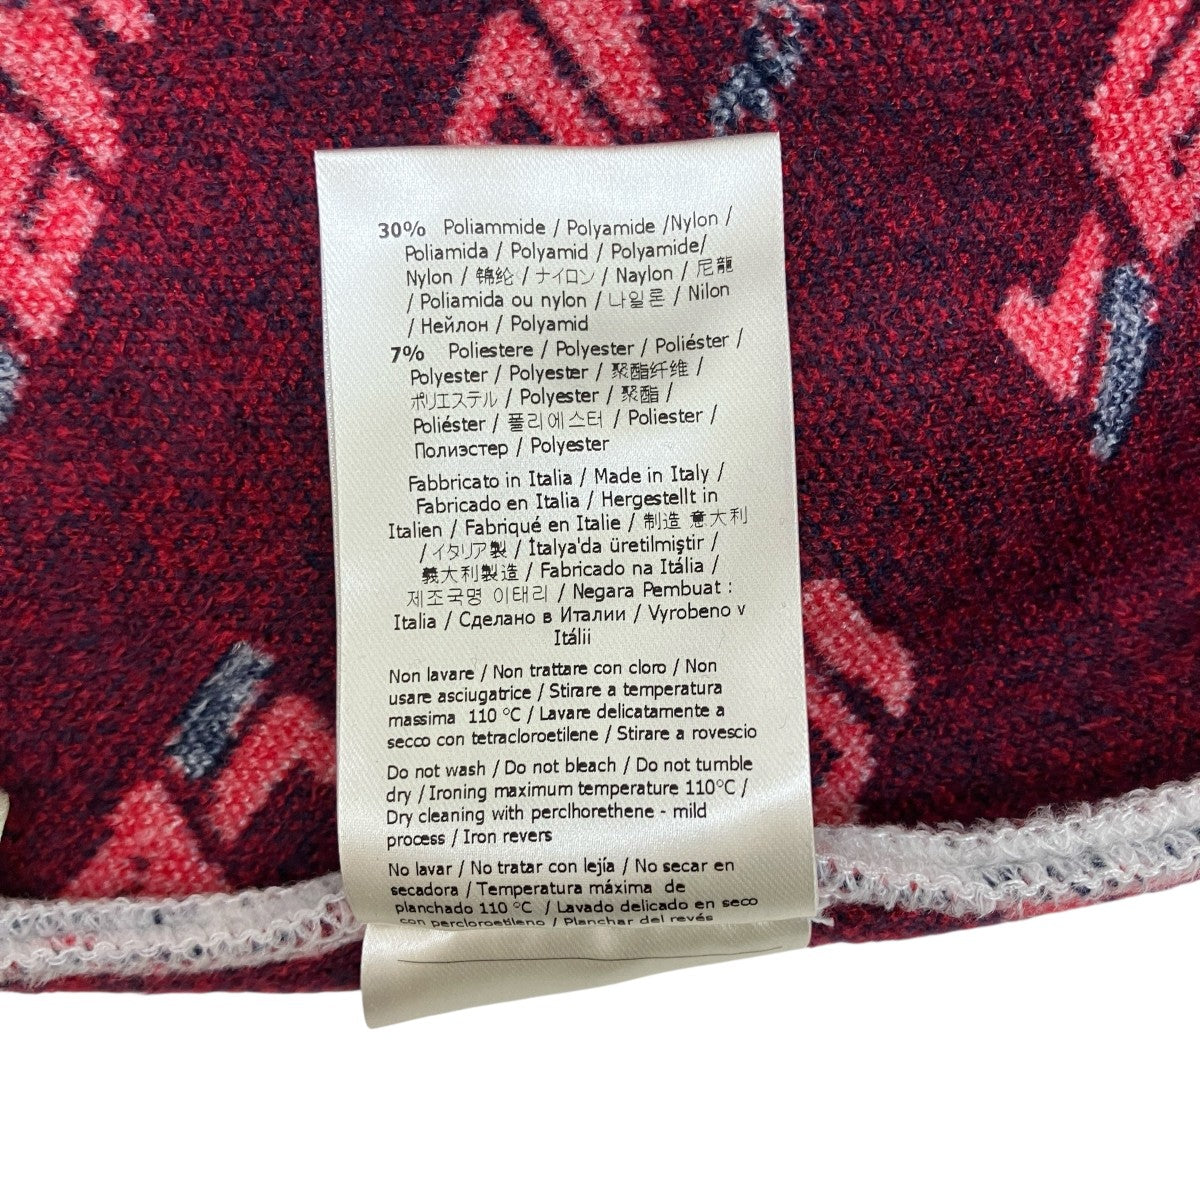 30% Poliammide / Polyamide /Nylon /
Poliamida / Polyamid / Polyamide/
Nylon / 锦纶 / ナイロン / Naylon / 尼龍
/ Poliamida ou nylon / 나일론 / Nilon
/ Нейлон / Polyamid
7% Poliestere / Polyester / Poliéster /
Polyester / Polyester / 聚酯纤维 /
ポリエステル / Polyester / 聚酯 /
Poliéster / 폴리에스터 / Poliester /
Полиэстер / Polyester
Fabbricato in Italia / Made in Italy /
Fabricado en Italia / Hergestellt in
Italien / Fabriqué en Italie / 制造 意大利
/ イタリア製 / İtalya'da üretilmiştir /
義大利製造 / Fabricado na Itália /
제조국명 이태리 / Negara Pembuat :
Italia / Сделано в Италии / Vyrobeno v
Itálii
Non lavare / Non trattare con cloro / Non
usare asciugatrice / Stirare a temperatura
massima 110 °C / Lavare delicatamente a
secco con tetracloroetilene / Stirare a rovescio
Do not wash / Do not bleach / Do not tumble
dry / Ironing maximum temperature 110°C /
Dry cleaning with perclhorethene - mild
process / Iron revers
No lavar / No tratar con lejía / No secar en
secadora / Temperatura máxima de
planchado 110 °C / Lavado delicado en seco
con percloroetileno / Planchar del revés